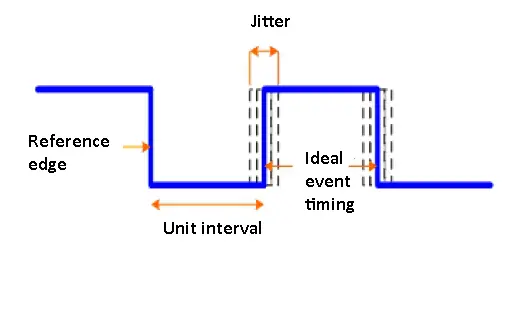 Jitter
Reference
edge
Ideal
event
timing
Unit interval